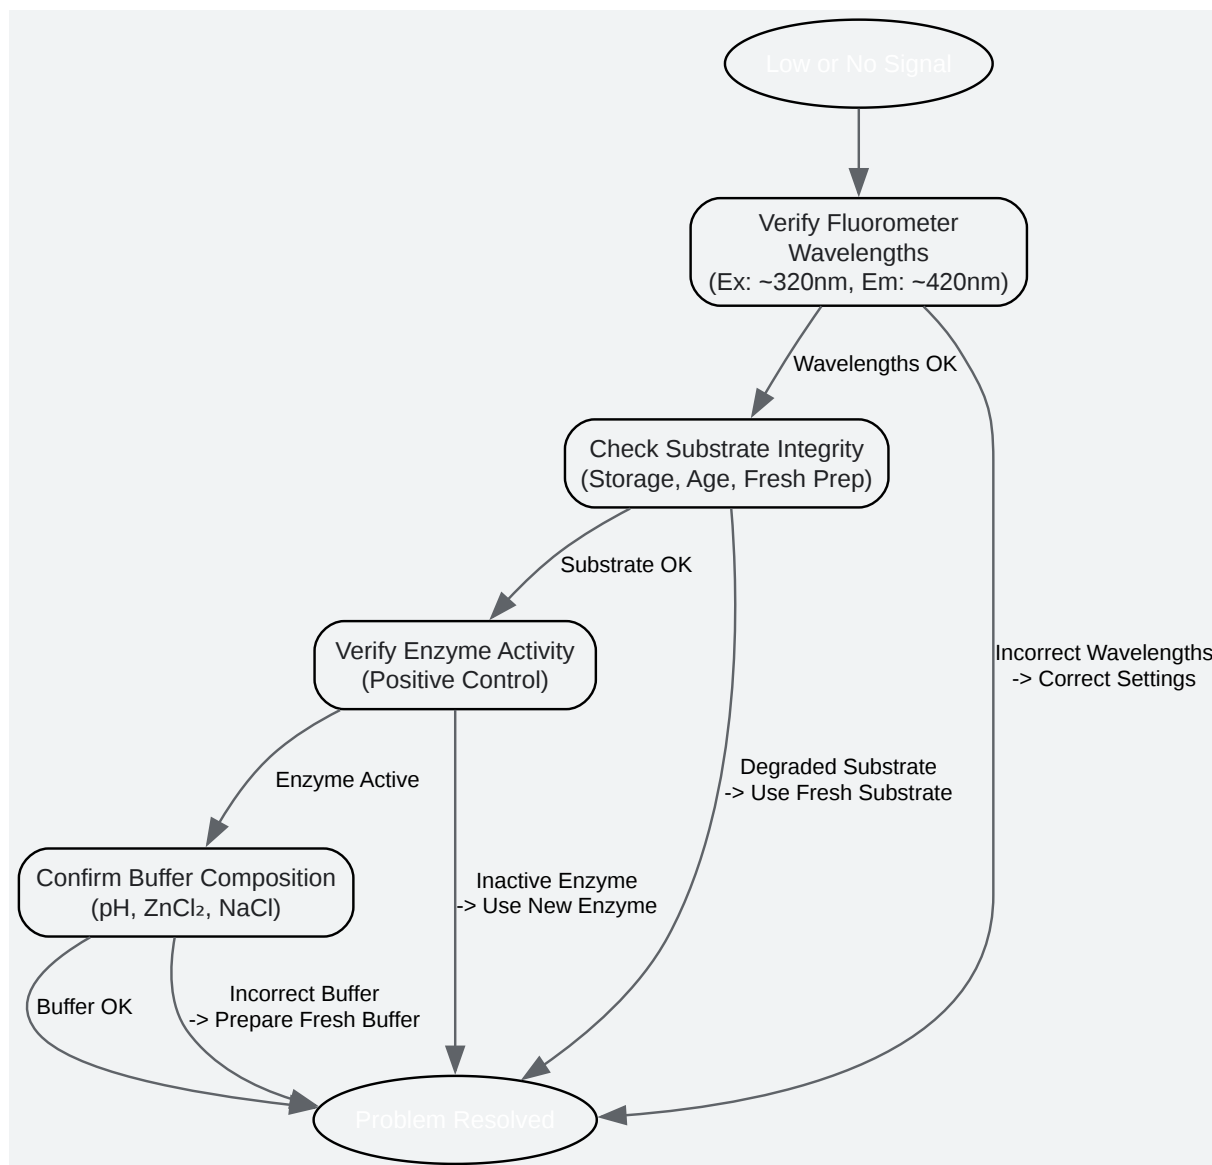 Low or No Signal
Verify Fluorometer
Wavelengths
(Ex: ~320nm, Em: ~420nm)
Wavelengths OK
Check Substrate Integrity
(Storage, Age, Fresh Prep)
Substrate OK
Verify Enzyme Activity
(Positive Control)
Incorrect Wavelengths
-> Correct Settings
Enzyme Active
Degraded Substrate
-> Use Fresh Substrate
Confirm Buffer Composition
(pH, ZnCl₂, NaCl)
Inactive Enzyme
-> Use New Enzyme
Buffer OK
Incorrect Buffer
-> Prepare Fresh Buffer
Problem Resolved